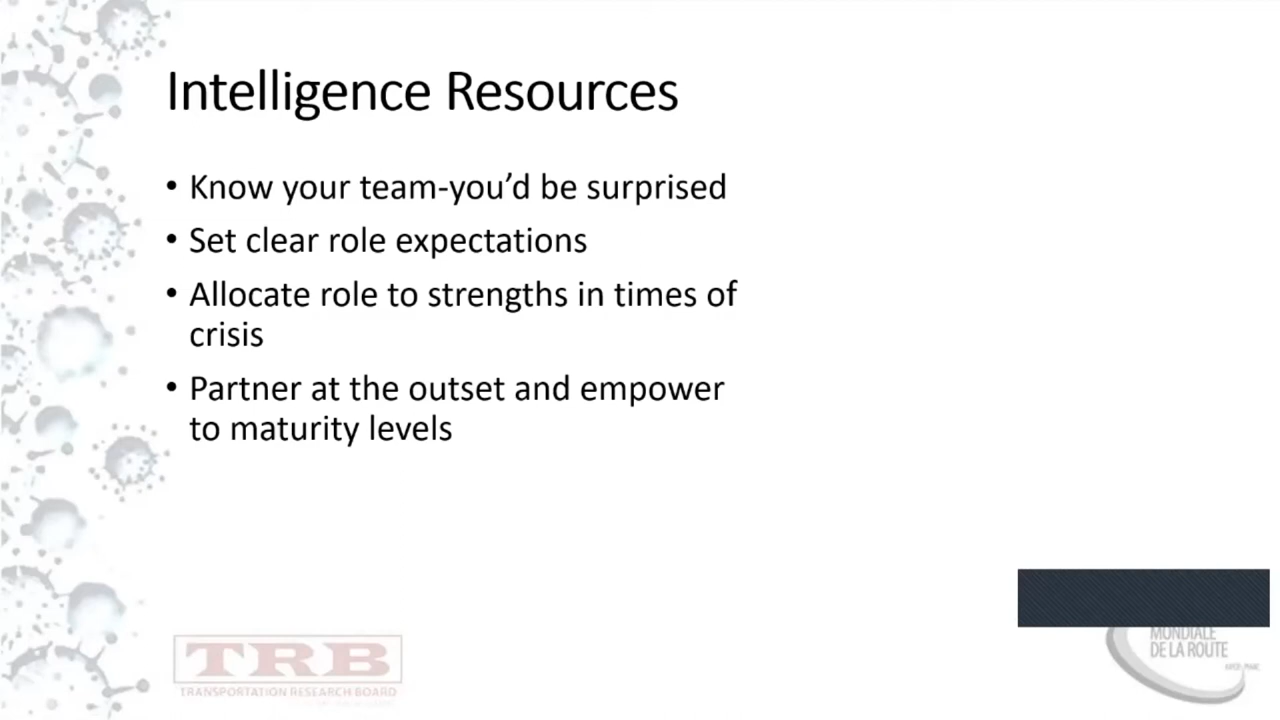 Intelligence Resources
• Know your team-you’d be surprised
• Set clear role expectations
• Allocate role to strengths in times of
crisis
• Partner at the outset and empower
to maturity levels
TRB
TRANSPORTATION RESEARCH BOARD
MONDIALE
DE LA ROUTE